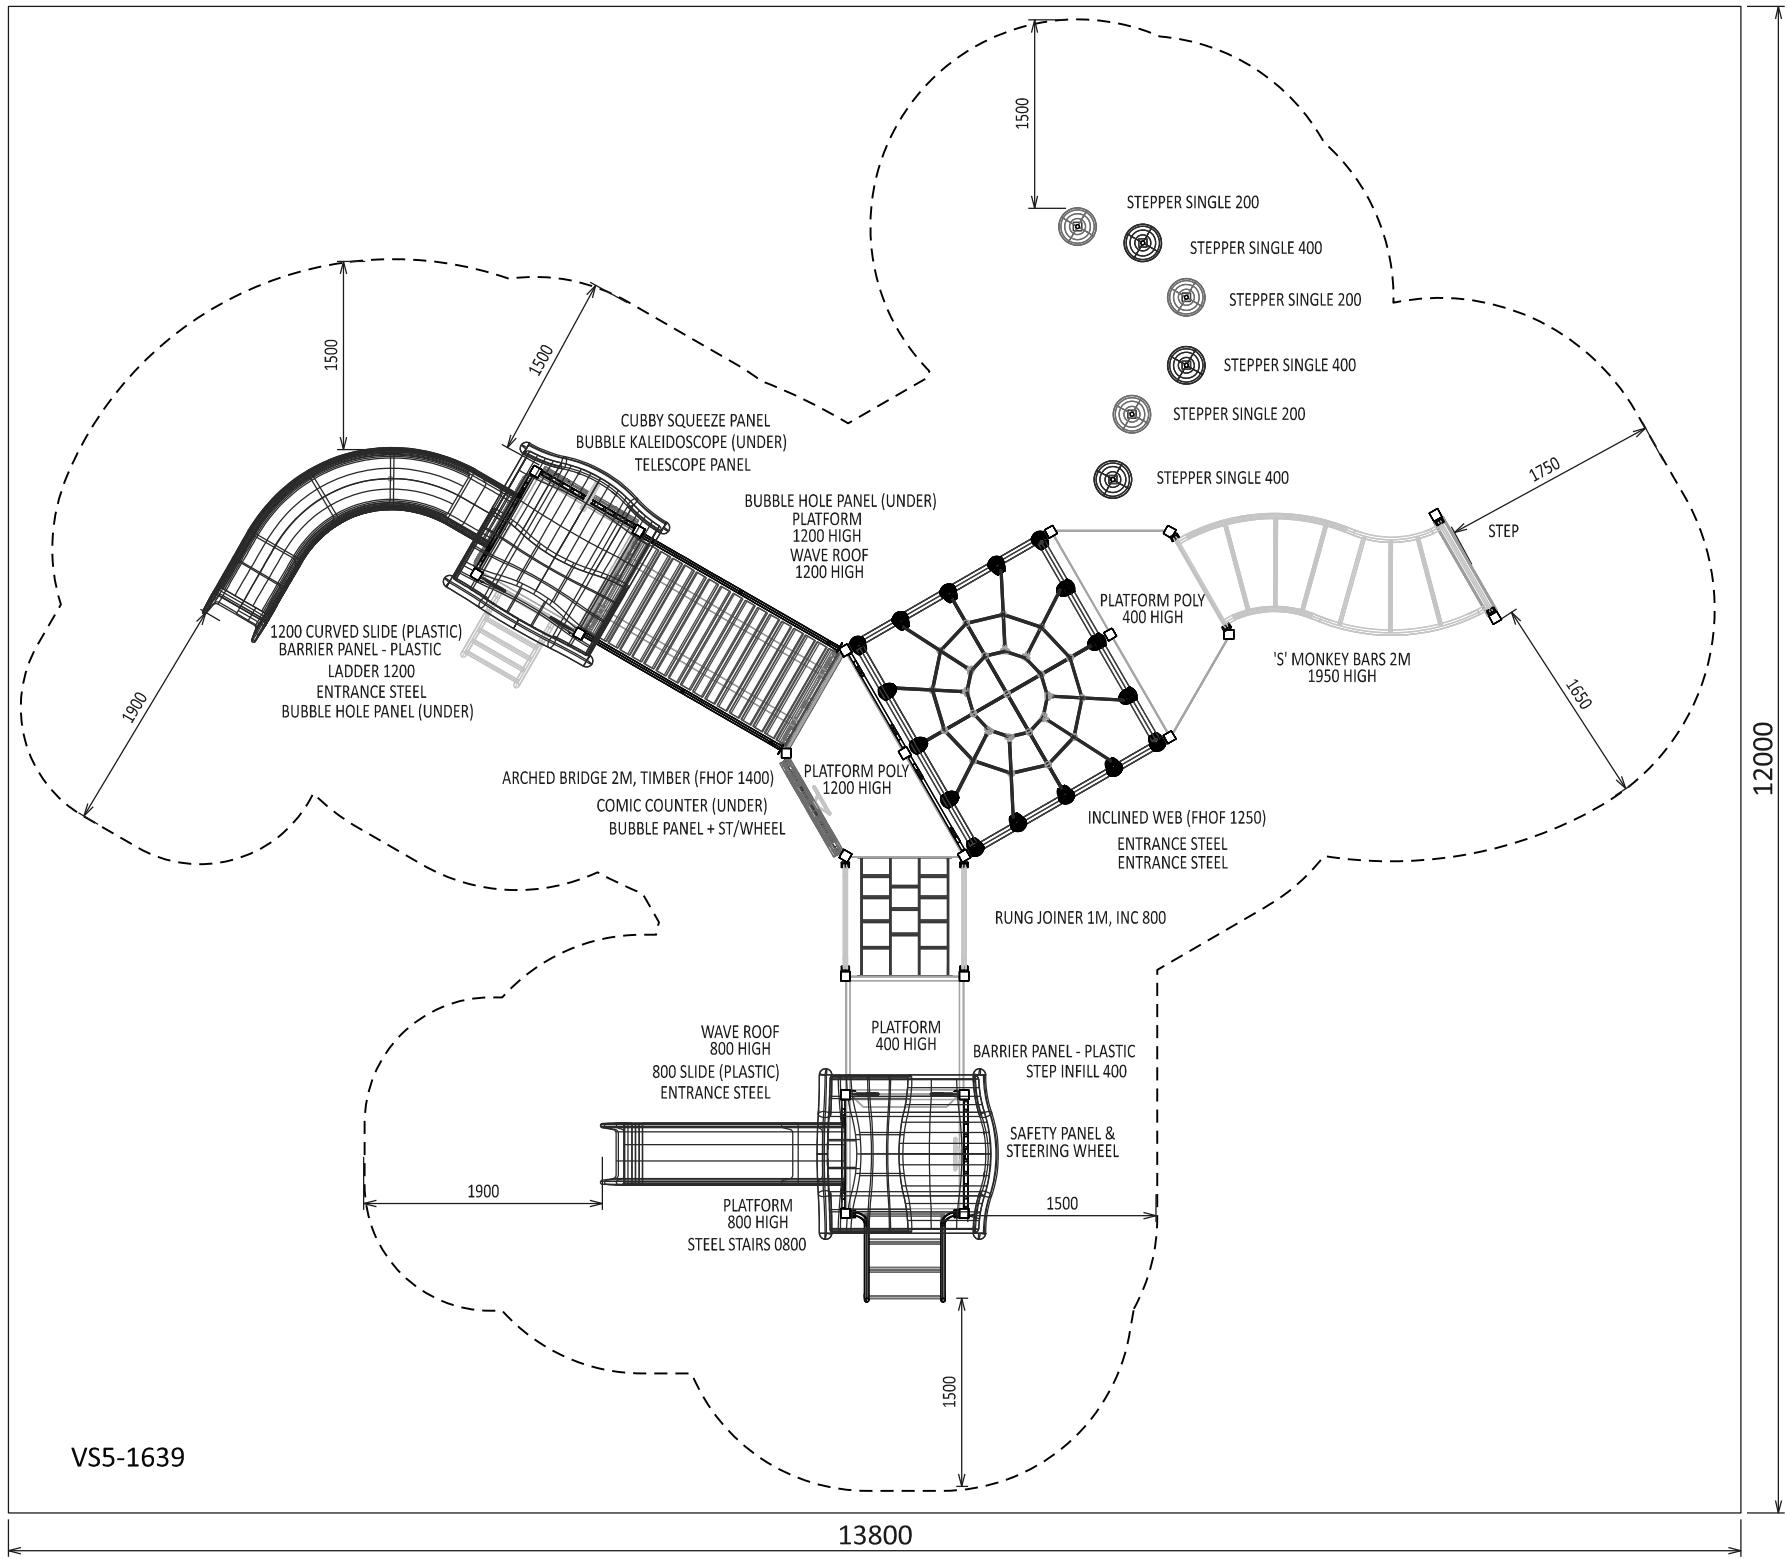 1500
STEPPER SINGLE 200
STEPPER SINGLE 400
STEPPER SINGLE 200
STEPPER SINGLE 400
STEPPER SINGLE 200
STEPPER SINGLE 400
1500
1500
CUBBY SQUEEZE PANEL
BUBBLE KALEIDOSCOPE (UNDER)
TELESCOPE PANEL
BUBBLE HOLE PANEL (UNDER)
PLATFORM
1200 HIGH
WAVE ROOF
1200 HIGH
1750
STEP
PLATFORM POLY
400 HIGH
'S' MONKEY BARS 2M
1950 HIGH
1650
1200 CURVED SLIDE (PLASTIC)
BARRIER PANEL - PLASTIC
LADDER 1200
ENTRANCE STEEL
BUBBLE HOLE PANEL (UNDER)
1900
ARCHED BRIDGE 2M, TIMBER (FHOF 1400)
COMIC COUNTER (UNDER)
BUBBLE PANEL + ST/WHEEL
PLATFORM POLY
1200 HIGH
INCLINED WEB (FHOF 1250)
ENTRANCE STEEL
ENTRANCE STEEL
RUNG JOINER 1M, INC 800
WAVE ROOF
800 HIGH
800 SLIDE (PLASTIC)
ENTRANCE STEEL
PLATFORM
400 HIGH
BARRIER PANEL - PLASTIC
STEP INFILL 400
SAFETY PANEL &
STEERING WHEEL
1900
PLATFORM
800 HIGH
STEEL STAIRS 0800
1500
1500
VS5-1639
13800
12000